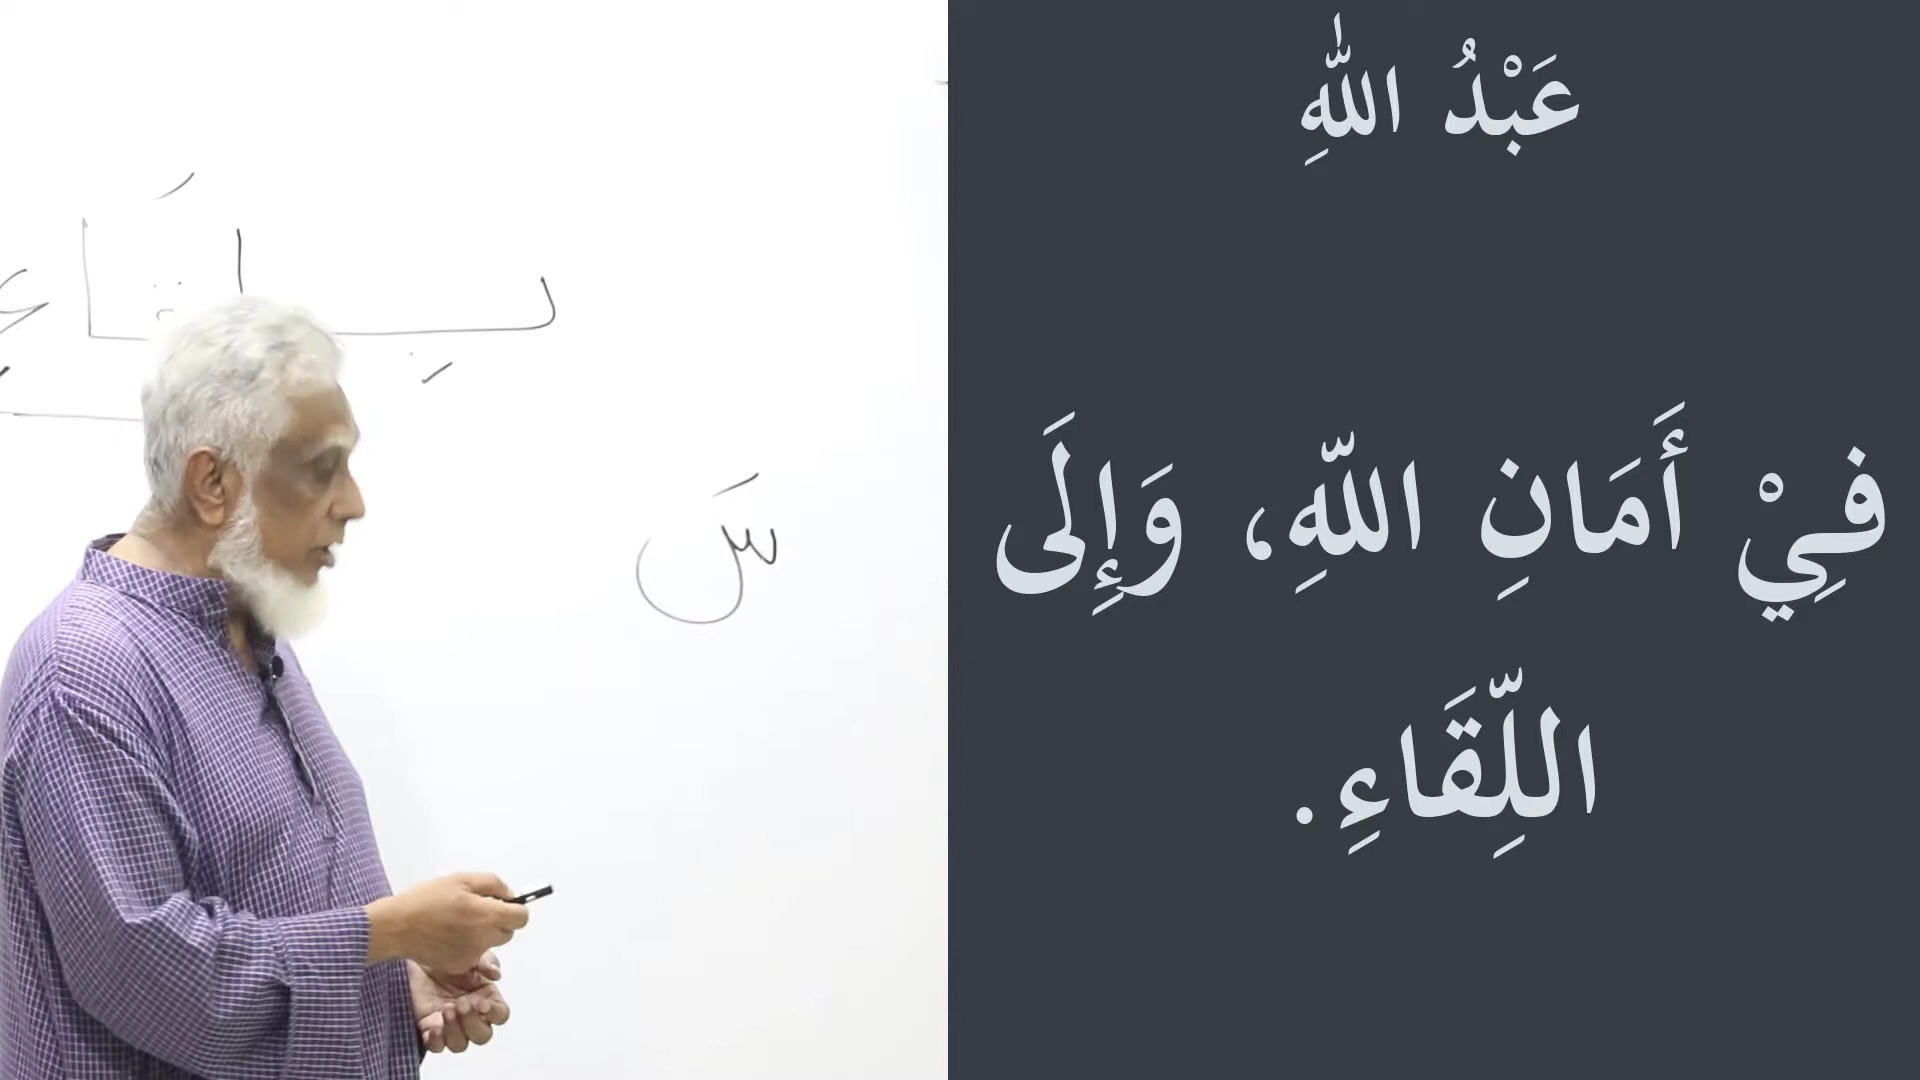 عَبْدُ اللّٰهِ
فِيْ أَمَانِ اللّهِ، وَإِلَى
اللِّقَاءِ.
سَ